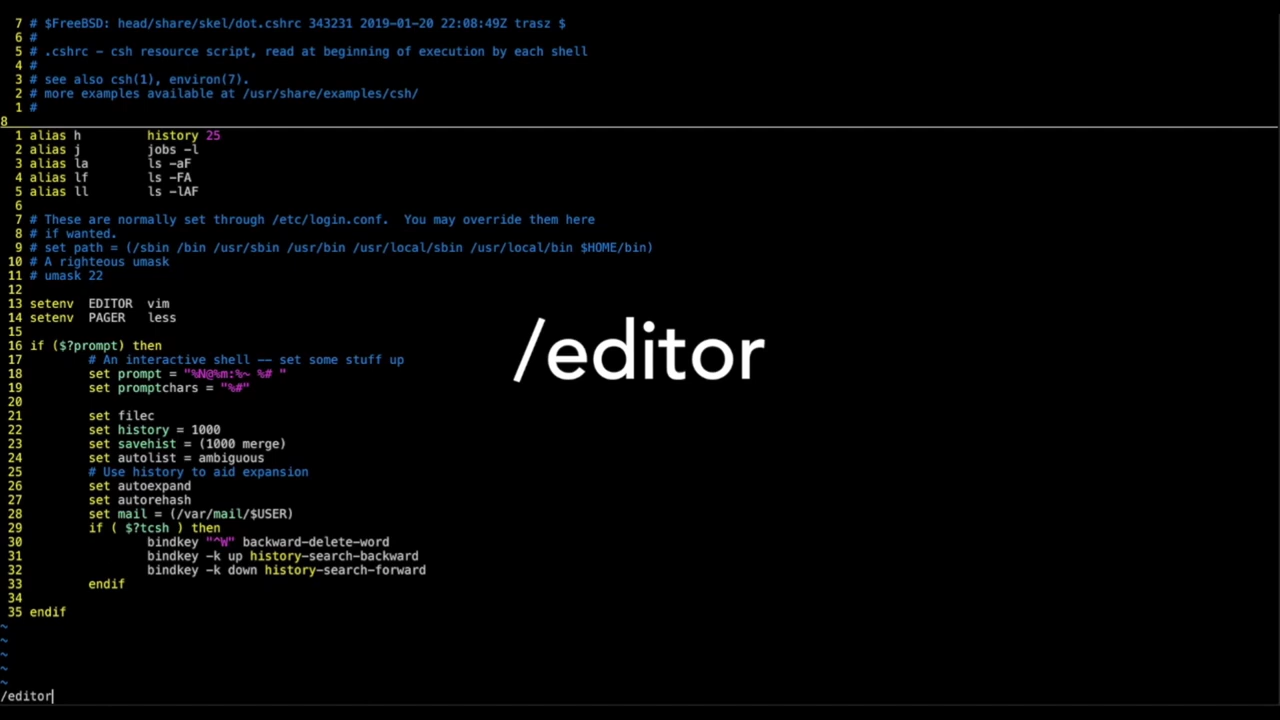 7 # $FreeBSD: head/share/skel/dot.cshrc 343231 2019-01-20 22:08:49Z trasz $
6 #
5 # .cshrc - csh resource script, read at beginning of execution by each shell
4 #
3 # see also csh(1), environ(7).
2 # more examples available at /usr/share/examples/csh/
1 #
8
1 alias h history 25
2 alias j jobs -l
3 alias la ls -aF
4 alias lf ls -FA
5 alias ll ls -lAF
6
7 # These are normally set through /etc/login.conf.  You may override them here
8 # if wanted.
9 # set path = (/sbin /bin /usr/sbin /usr/bin /usr/local/sbin /usr/local/bin $HOME/bin)
10 # A righteous umask
11 # umask 22
12
13 setenv EDITOR vim
14 setenv PAGER less
15
16 if ($?prompt) then
17 # An interactive shell -- set some stuff up
18 set prompt = "%N@%m:%~ %# "
19 set promptchars = "%#"
20
21 set filec
22 set history = 1000
23 set savehist = (1000 merge)
24 set autolist = ambiguous
25 # Use history to aid expansion
26 set autoexpand
27 set autorehash
28 set mail = (/var/mail/$USER)
29 if ( $?tcsh ) then
30 bindkey "^W" backward-delete-word
31 bindkey -k up history-search-backward
32 bindkey -k down history-search-forward
33 endif
34
35 endif
~
~
~
~
~
/editor
/editor